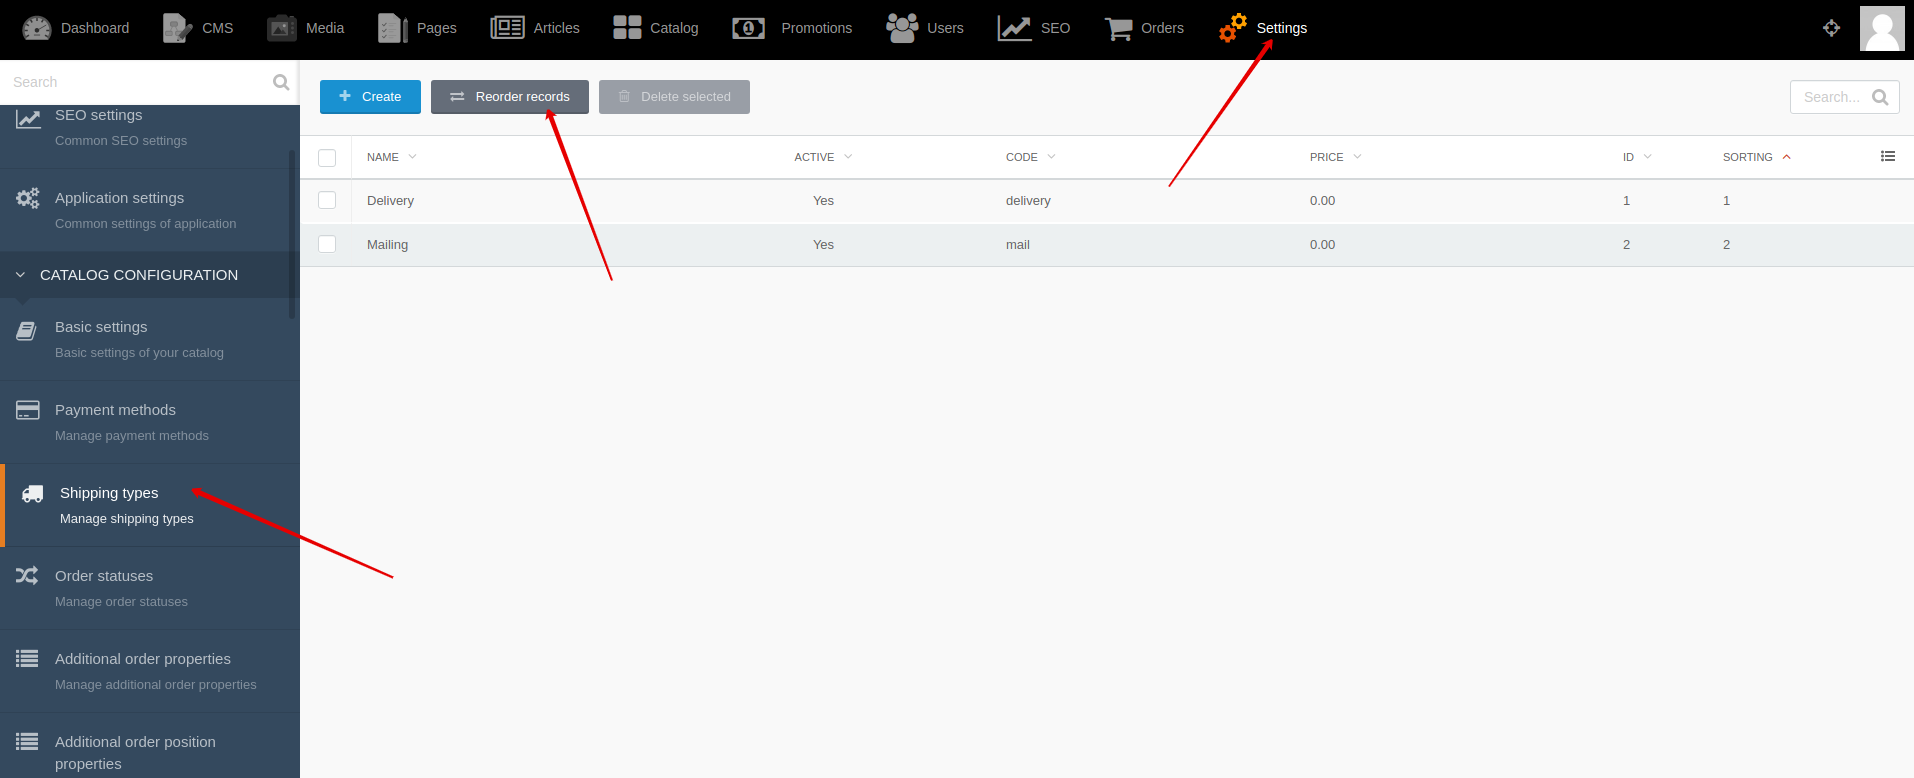 Dashboard CMS Media Pages Articles Catalog Promotions Users SEO Orders Settings
Search
SEO settings
Common SEO settings
Application settings
Common settings of application
CATALOG CONFIGURATION
Basic settings
Basic settings of your catalog
Payment methods
Manage payment methods
Shipping types
Manage shipping types
Order statuses
Manage order statuses
Additional order properties
Manage additional order properties
Additional order position
properties
Create Reorder records Delete selected Search...
NAME ACTIVE CODE PRICE ID SORTING
Delivery Yes delivery 0.00 1 1
Mailing Yes mail 0.00 2 2